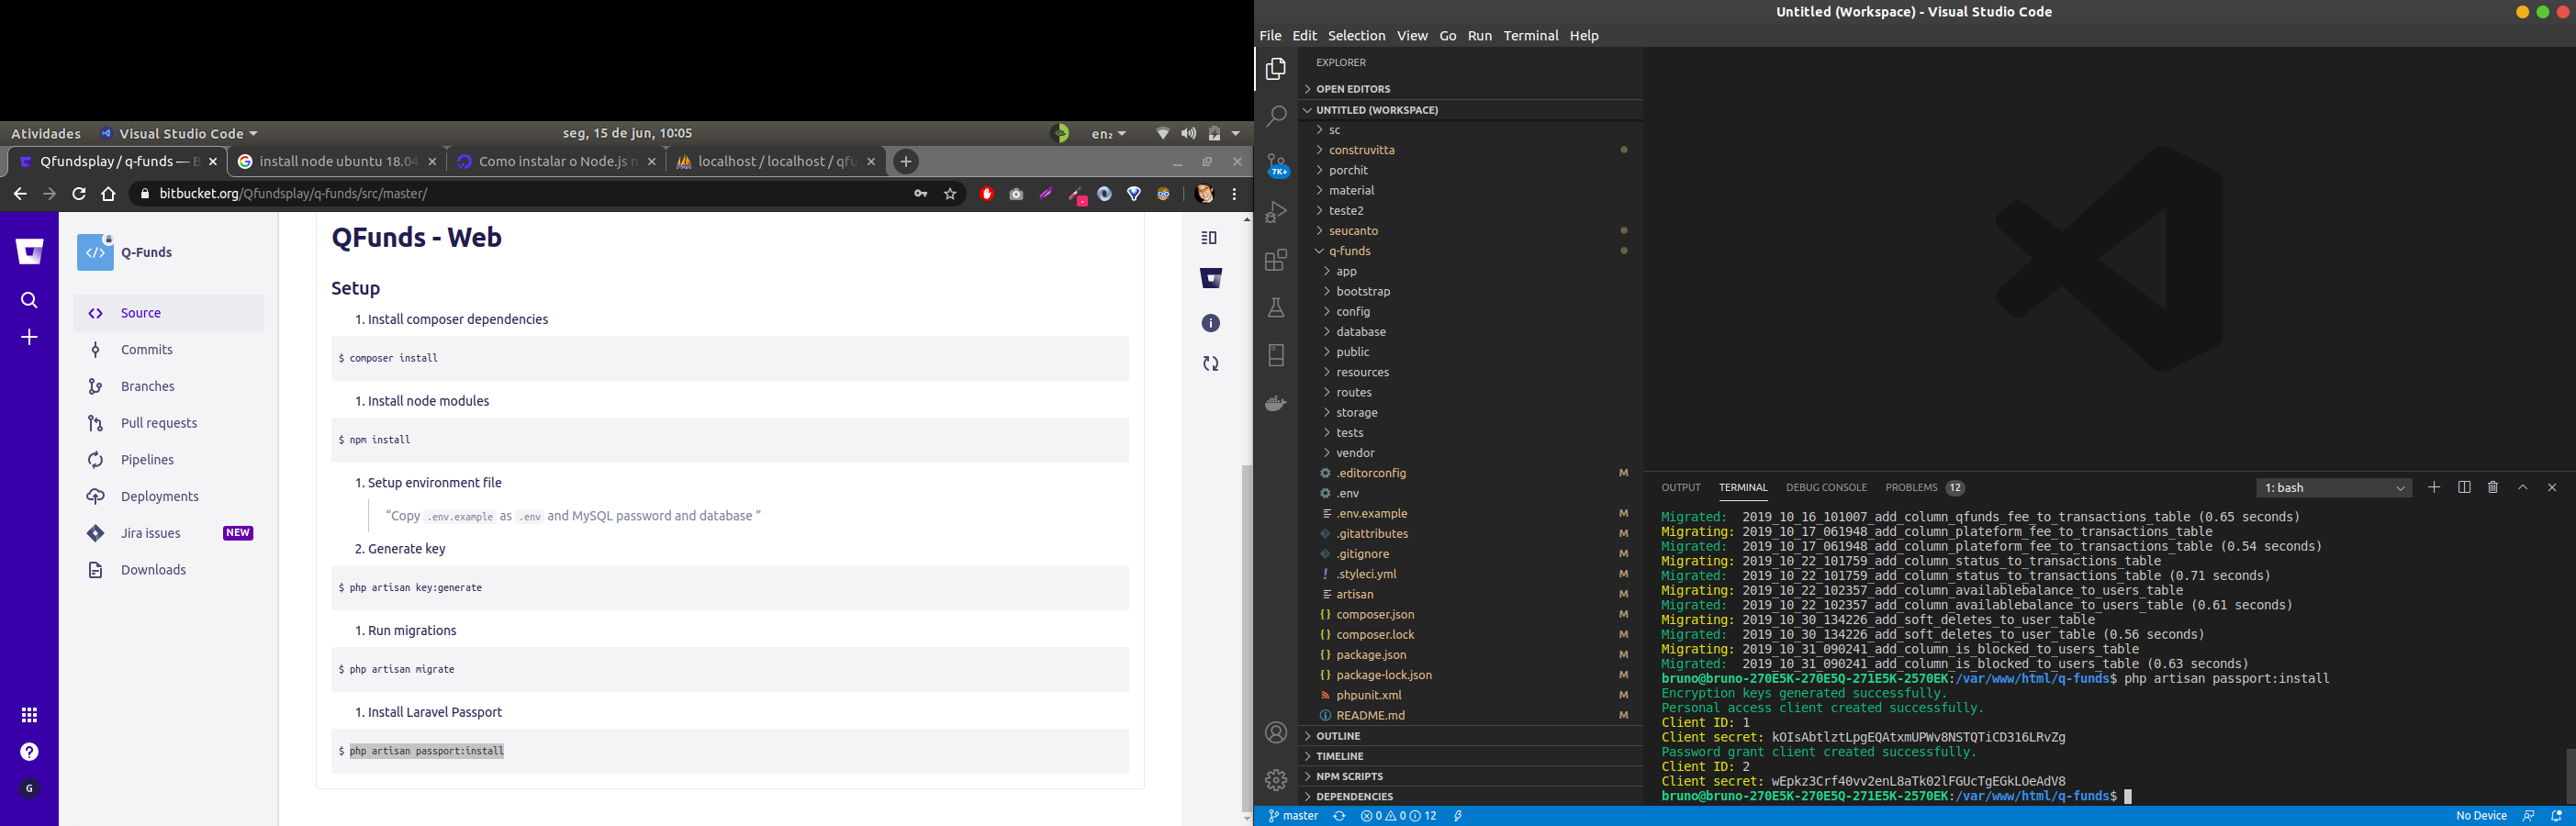 Atividades
Visual Studio Code
seg, 15 de jun, 10:05
en₂
Qfundsplay / q-funds — B
install node ubuntu 18.04
Como instalar o Node.js n
localhost / localhost / qfu
bitbucket.org/Qfundsplay/q-funds/src/master/
Q-Funds
Source
Commits
Branches
Pull requests
Pipelines
Deployments
Jira issues
NEW
Downloads
G
QFunds - Web
Setup
1. Install composer dependencies
$ composer install
1. Install node modules
$ npm install
1. Setup environment file
“Copy .env.example as .env and MySQL password and database ”
2. Generate key
$ php artisan key:generate
1. Run migrations
$ php artisan migrate
1. Install Laravel Passport
$ php artisan passport:install
Untitled (Workspace) - Visual Studio Code
File Edit Selection View Go Run Terminal Help
EXPLORER
OPEN EDITORS
UNTITLED (WORKSPACE)
7K+
sc
construvitta
porchit
material
teste2
seucanto
q-funds
app
bootstrap
config
database
public
resources
routes
storage
tests
vendor
.editorconfig M
.env
.env.example M
.gitattributes M
.gitignore M
.styleci.yml M
artisan M
composer.json M
composer.lock M
package.json M
package-lock.json M
phpunit.xml M
README.md M
OUTLINE
TIMELINE
NPM SCRIPTS
DEPENDENCIES
OUTPUT TERMINAL DEBUG CONSOLE PROBLEMS 12
1: bash
Migrated: 2019_10_16_101007_add_column_qfunds_fee_to_transactions_table (0.65 seconds)
Migrating: 2019_10_17_061948_add_column_plateform_fee_to_transactions_table
Migrated: 2019_10_17_061948_add_column_plateform_fee_to_transactions_table (0.54 seconds)
Migrating: 2019_10_22_101759_add_column_status_to_transactions_table
Migrated: 2019_10_22_101759_add_column_status_to_transactions_table (0.71 seconds)
Migrating: 2019_10_22_102357_add_column_availablebalance_to_users_table
Migrated: 2019_10_22_102357_add_column_availablebalance_to_users_table (0.61 seconds)
Migrating: 2019_10_30_134226_add_soft_deletes_to_user_table
Migrated: 2019_10_30_134226_add_soft_deletes_to_user_table (0.56 seconds)
Migrating: 2019_10_31_090241_add_column_is_blocked_to_users_table
Migrated: 2019_10_31_090241_add_column_is_blocked_to_users_table (0.63 seconds)
bruno@bruno-270E5K-270E5Q-271E5K-2570EK:/var/www/html/q-funds$ php artisan passport:install
Encryption keys generated successfully.
Personal access client created successfully.
Client ID: 1
Client secret: kOIsAbtlztLpgEQAtxmUPWv8NSTQTiCD316LRvZg
Password grant client created successfully.
Client ID: 2
Client secret: wEpkz3Crf40vv2enL8aTk02lFGUcTgEGkLOeAdV8
bruno@bruno-270E5K-270E5Q-271E5K-2570EK:/var/www/html/q-funds$
master
0 0 12
No Device